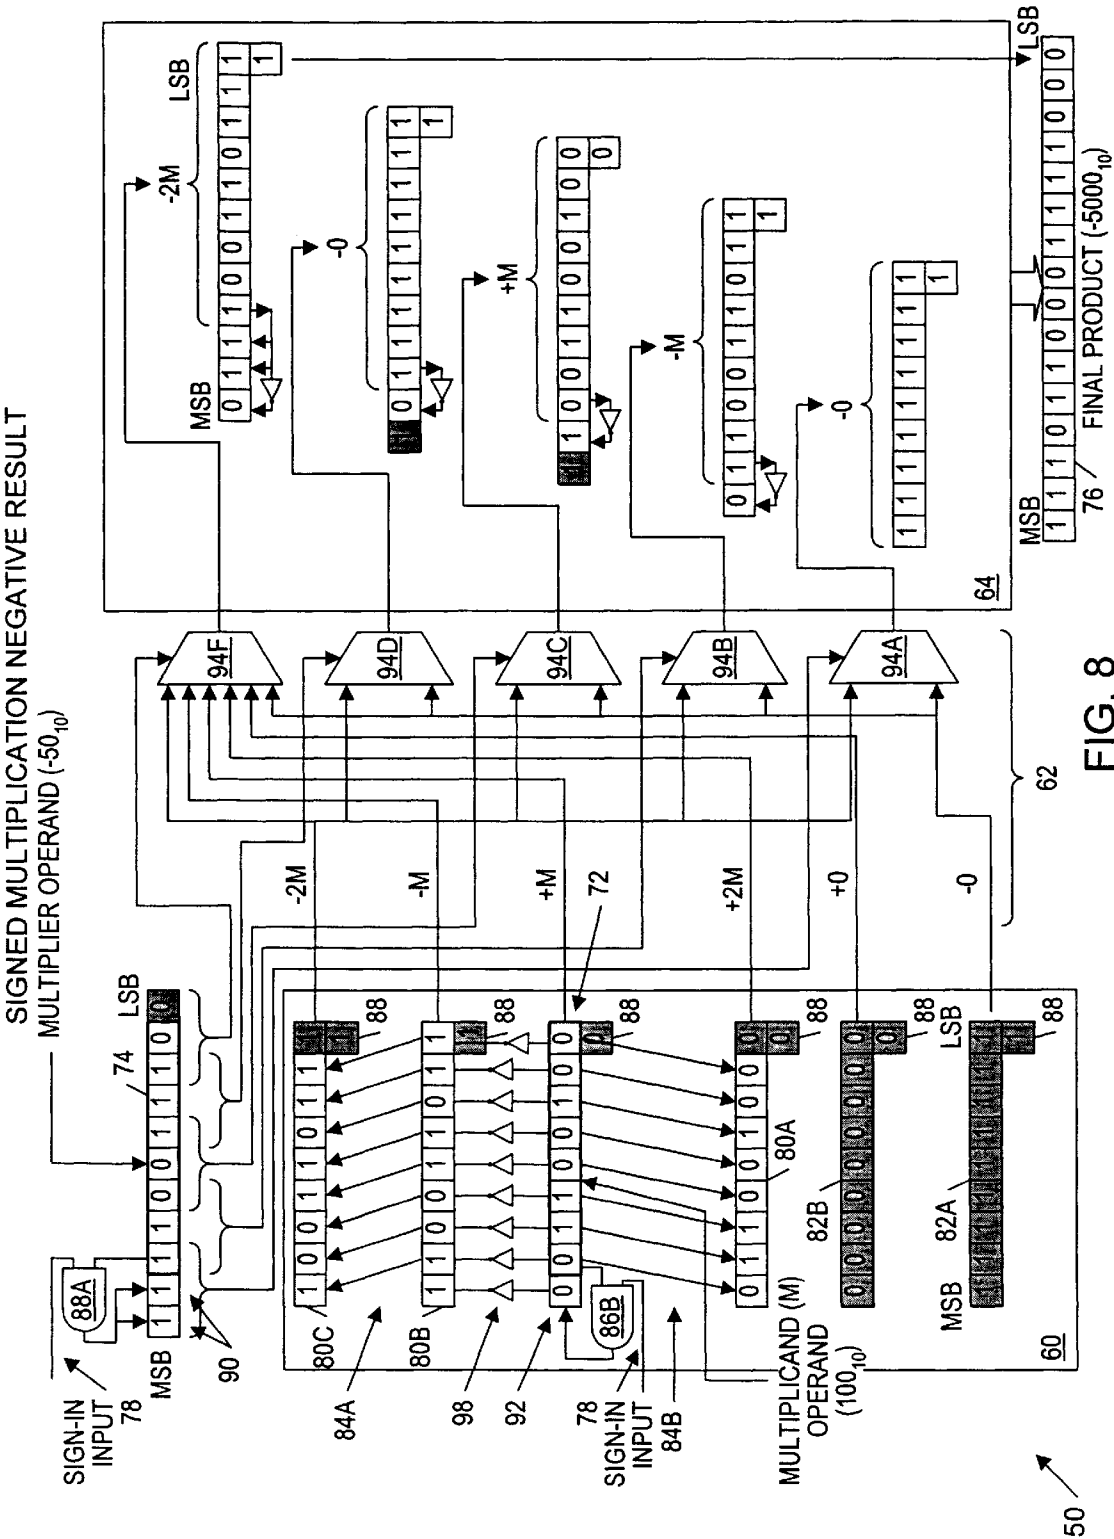 SIGNED MULTIPLICATION NEGATIVE RESULT
MULTIPLIER OPERAND (-50₁₀)
SIGN-IN INPUT
78
88A
MSB
90
74
LSB
1 1 1 1 0 0 1 1 1 0 0
80C
84A
1 0 0 1 1 0 1 1 1
1
88
-2M
80B
98
1 1 0 0 1 1 0 1 1
1
88
-M
92
86B
78
SIGN-IN INPUT
0 0 1 1 0 0 1 0 0
0
88
+M
72
84B
MULTIPLICAND (M) OPERAND (100₁₀)
0 1 1 0 0 1 0 0 0
0
80A
88
+2M
82B
0 0 0 0 0 0 0 0 0
0
88
+0
MSB
82A
LSB
1 1 1 1 1 1 1 1 1
1
88
-0
60
62
50
94F
94D
94C
94B
94A
-2M
MSB
LSB
0 1 1 1 0 0 1 1 0 1 1 1
1
-0
1 0 1 1 1 1 1 1 1 1 1
1
+M
1 1 0 0 1 1 0 0 1 0 0
0
-M
0 1 1 0 0 1 1 0 1 1
1
-0
1 1 1 1 1 1 1 1 1
1
64
MSB
LSB
1 1 1 0 1 1 0 0 0 1 1 1 1 0 0 0
76
FINAL PRODUCT (-5000₁₀)
FIG. 8